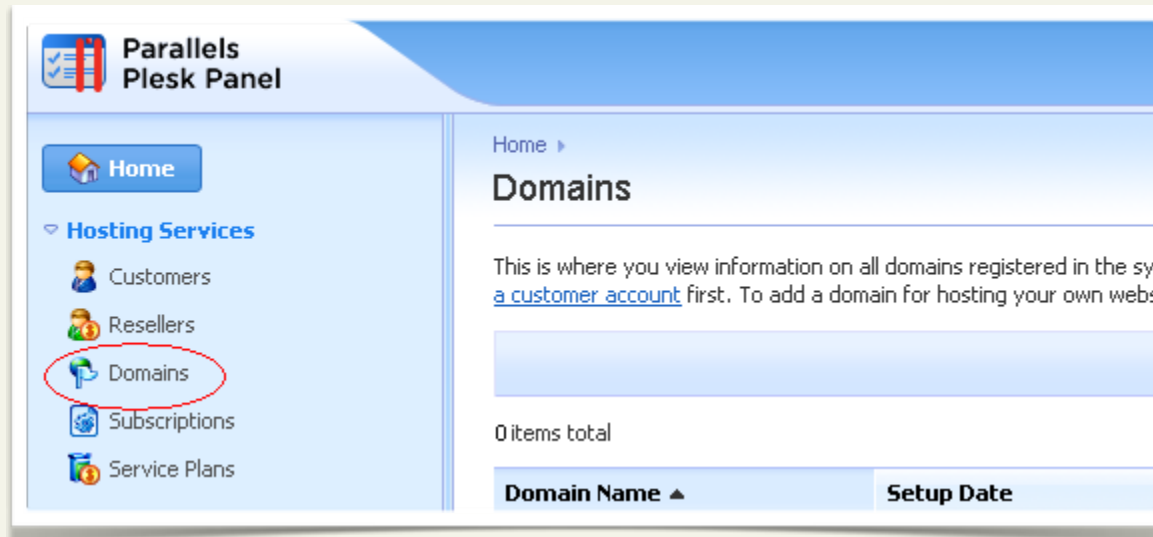 Parallels
Plesk Panel
Home
Hosting Services
Customers
Resellers
Domains
Subscriptions
Service Plans
Home
Domains
This is where you view information on all domains registered in the sy
a customer account first. To add a domain for hosting your own webs
0 items total
Domain Name Setup Date